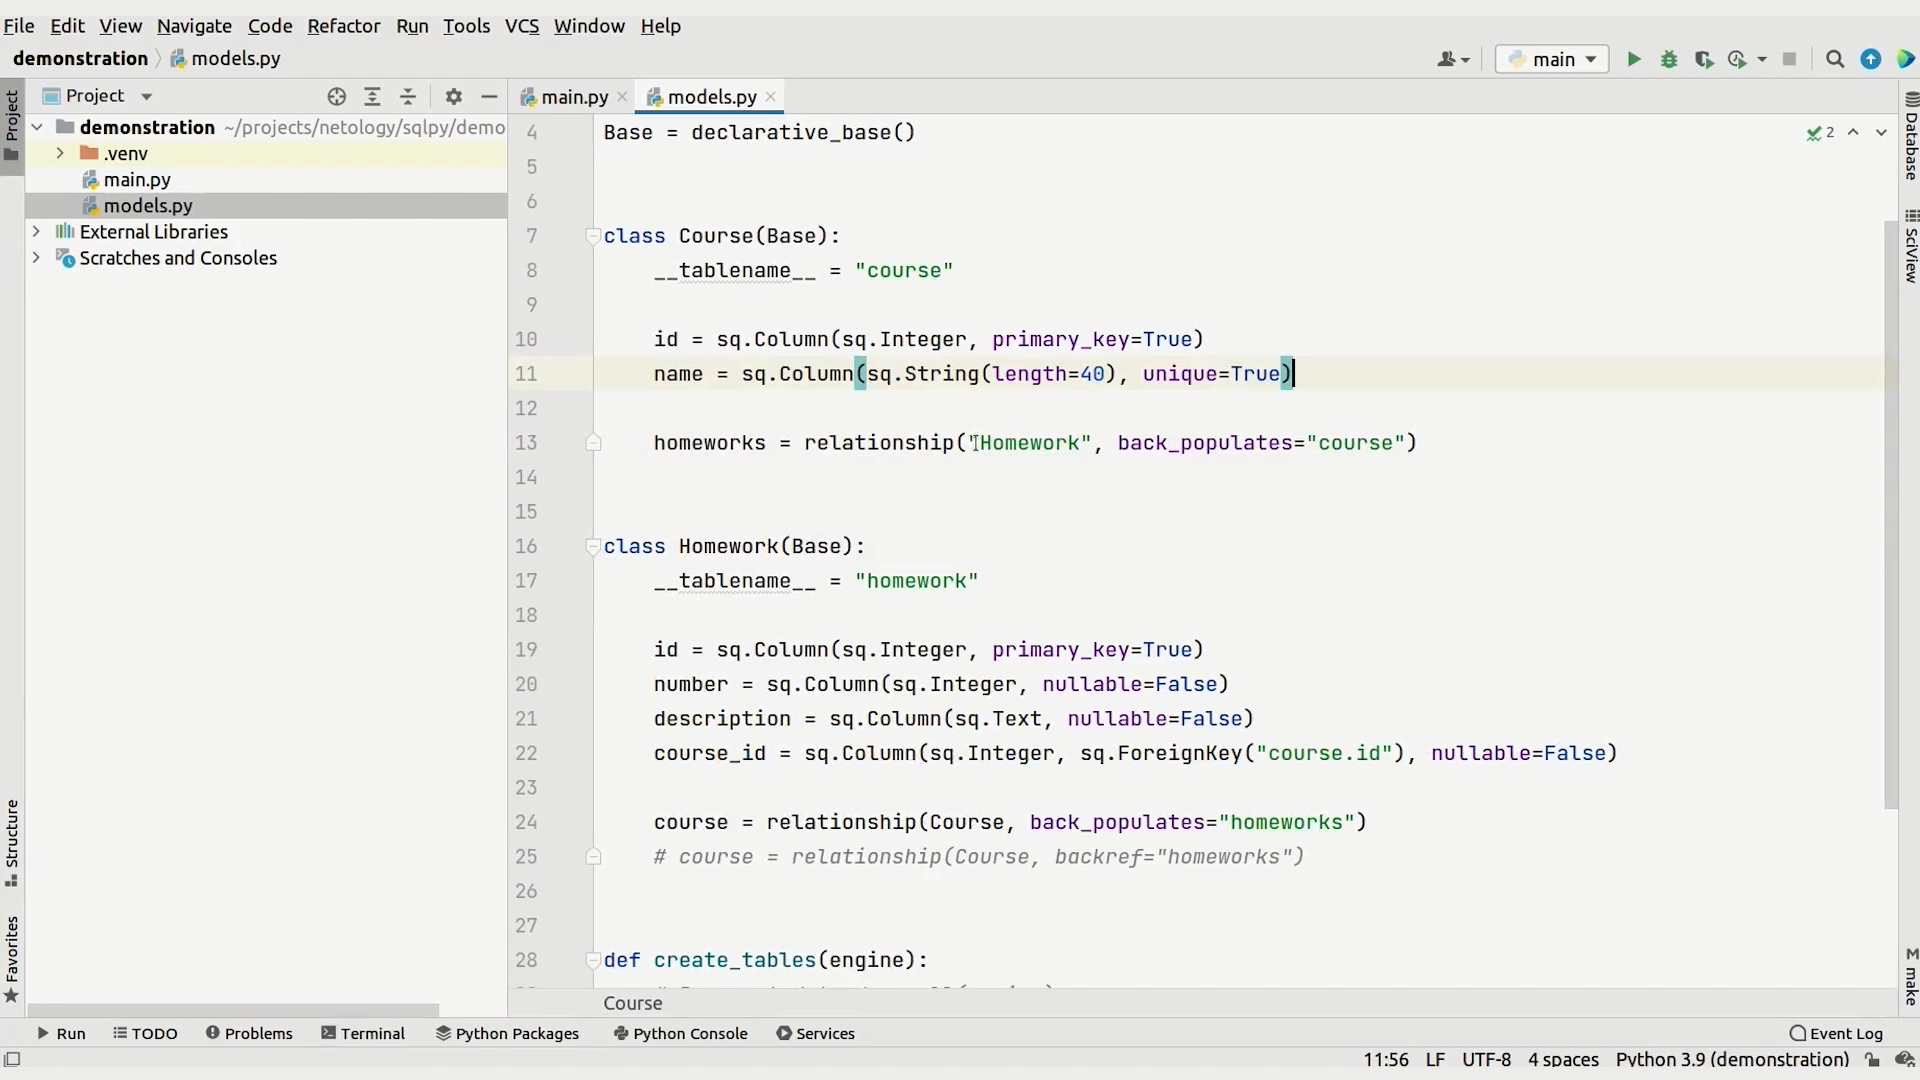 File Edit View Navigate Code Refactor Run Tools VCS Window Help
demonstration models.py main
Project main.py models.py
demonstration ~/projects/netology/sqlpy/demo
.venv
main.py
models.py
External Libraries
Scratches and Consoles
Project
Structure
Favorites
4 Base = declarative_base()
5
6
7 class Course(Base):
8 __tablename__ = "course"
9
10 id = sq.Column(sq.Integer, primary_key=True)
11 name = sq.Column(sq.String(length=40), unique=True)
12
13 homeworks = relationship("Homework", back_populates="course")
14
15
16 class Homework(Base):
17 __tablename__ = "homework"
18
19 id = sq.Column(sq.Integer, primary_key=True)
20 number = sq.Column(sq.Integer, nullable=False)
21 description = sq.Column(sq.Text, nullable=False)
22 course_id = sq.Column(sq.Integer, sq.ForeignKey("course.id"), nullable=False)
23
24 course = relationship(Course, back_populates="homeworks")
25 # course = relationship(Course, backref="homeworks")
26
27
28 def create_tables(engine):
2
Database
SciView
make
Course
Run TODO Problems Terminal Python Packages Python Console Services Event Log
11:56 LF UTF-8 4 spaces Python 3.9 (demonstration)